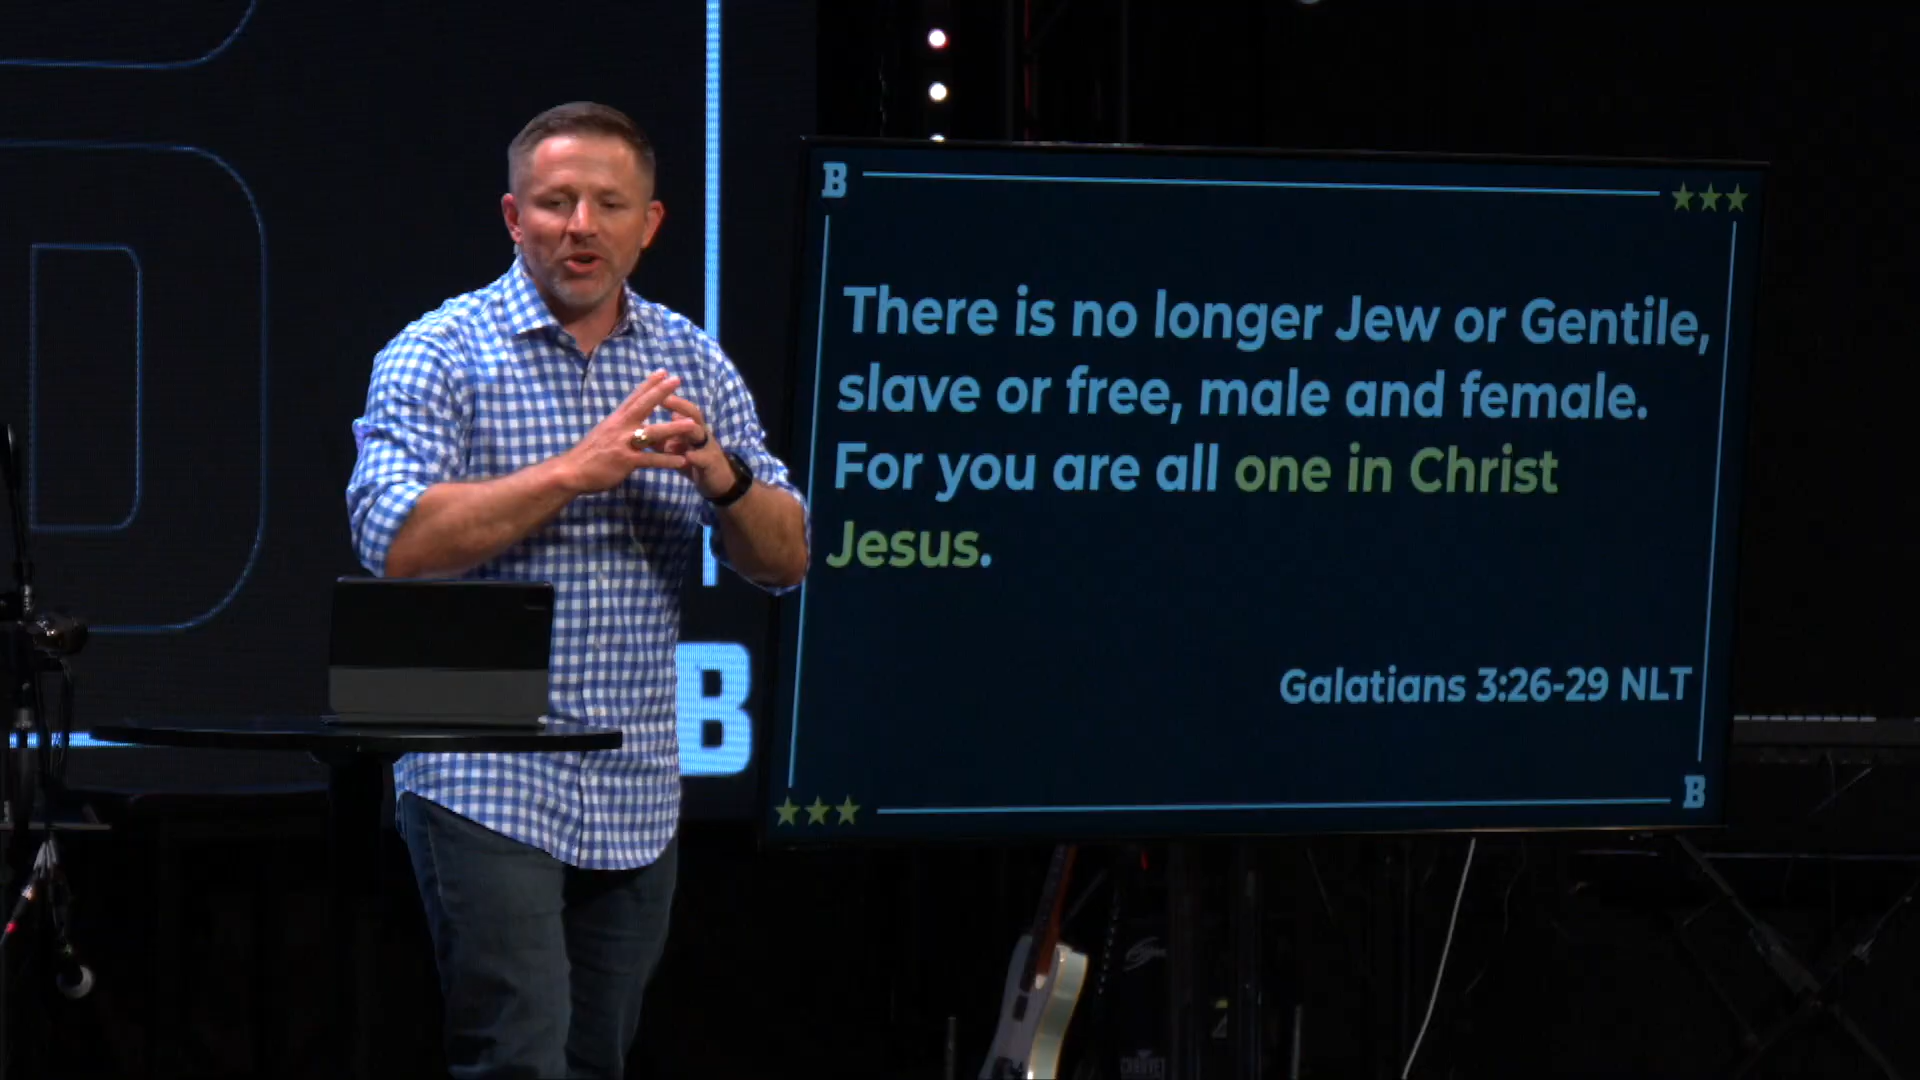 B
There is no longer Jew or Gentile,
slave or free, male and female.
For you are all one in Christ
Jesus.
Galatians 3:26-29 NLT
B
B